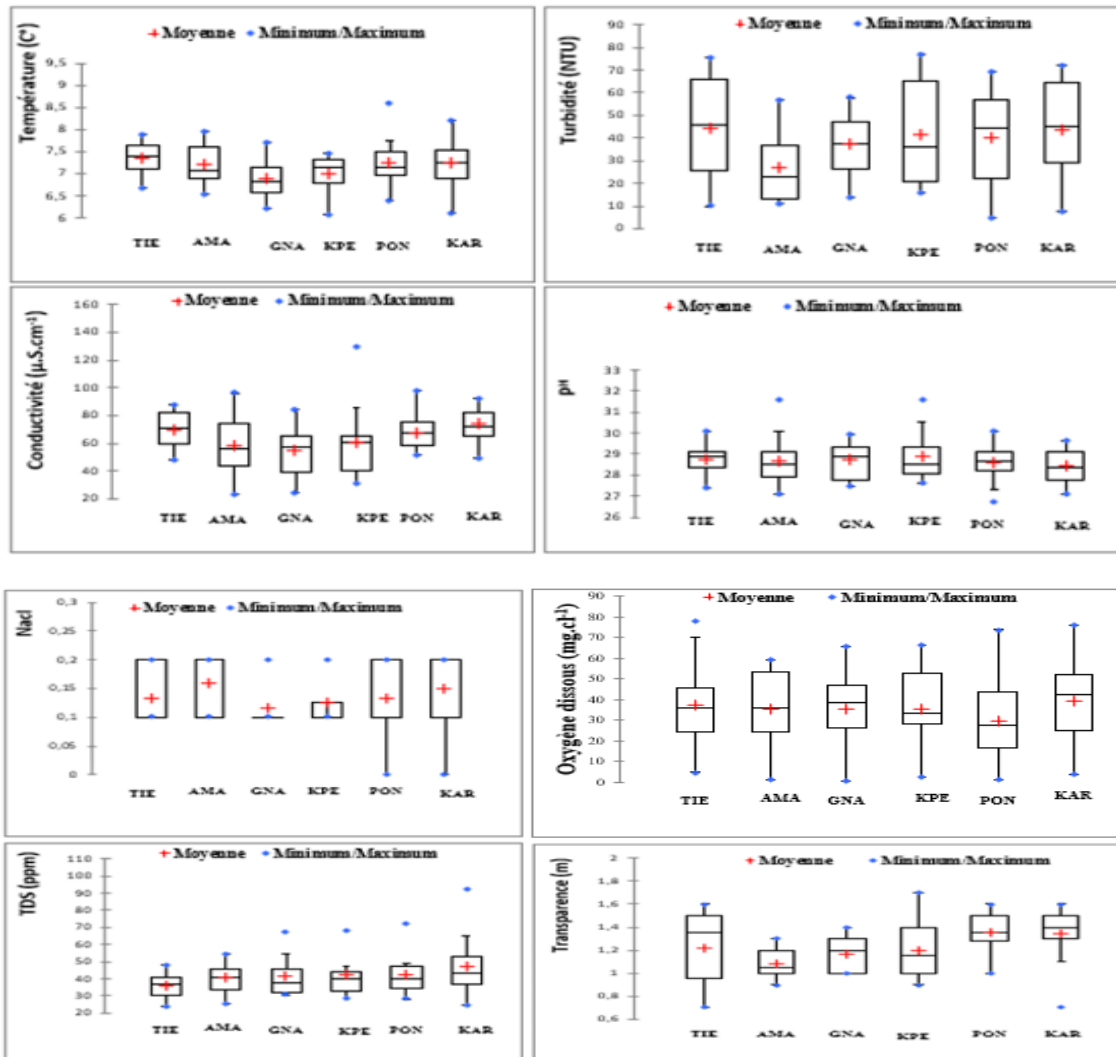 Moyenne Minimum/Maximum
Température (C°)
9,5
9
8,5
8
7,5
7
6,5
6
TIE AMA GNA KPE PON KAR
Moyenne Minimum/Maximum
Turbidité (NTU)
90
80
70
60
50
40
30
20
10
0
TIE AMA GNA KPE PON KAR
Moyenne Minimum/Maximum
Conductivité (µ.S.cm-1)
160
140
120
100
80
60
40
20
TIE AMA GNA KPE PON KAR
Moyenne Minimum/Maximum
pH
33
32
31
30
29
28
27
26
TIE AMA GNA KPE PON KAR
Moyenne Minimum/Maximum
Nacl
0,3
0,25
0,2
0,15
0,1
0,05
0
TIE AMA GNA KPE PON KAR
Moyenne Minimum/Maximum
Oxygène dissous (mg.cl-1)
90
80
70
60
50
40
30
20
10
0
TIE AMA GNA KPE PON KAR
Moyenne Minimum/Maximum
TDS (ppm)
110
100
90
80
70
60
50
40
30
20
TIE AMA GNA KPE PON KAR
Moyenne Minimum/Maximum
Transparence (m)
2
1,8
1,6
1,4
1,2
1
0,8
0,6
TIE AMA GNA KPE PON KAR